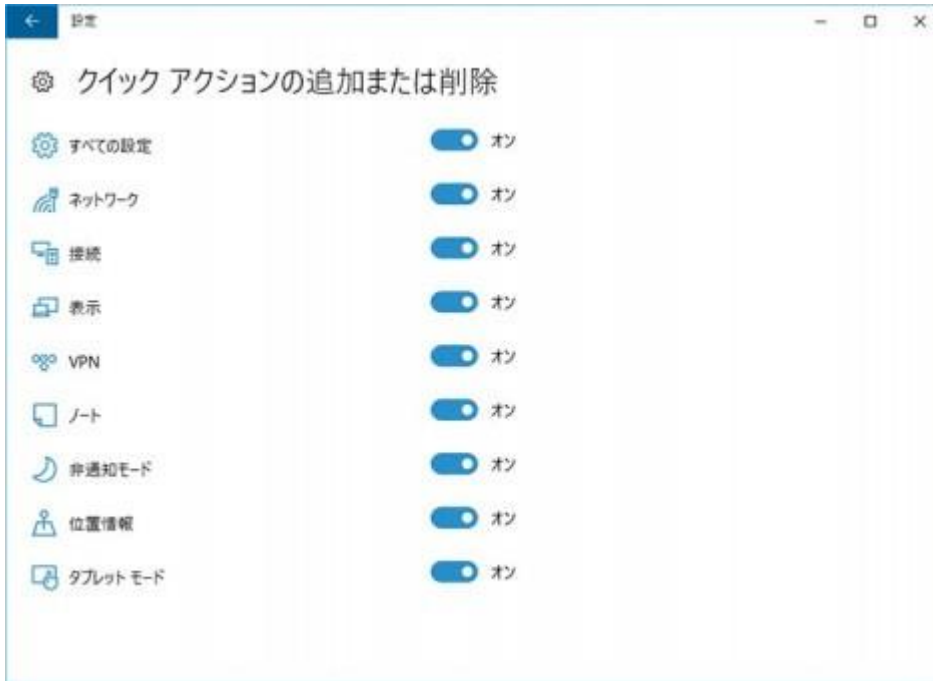 設定
クイック アクションの追加または削除
すべての設定 オン
ネットワーク オン
接続 オン
表示 オン
VPN オン
ノート オン
非通知モード オン
位置情報 オン
タブレット モード オン